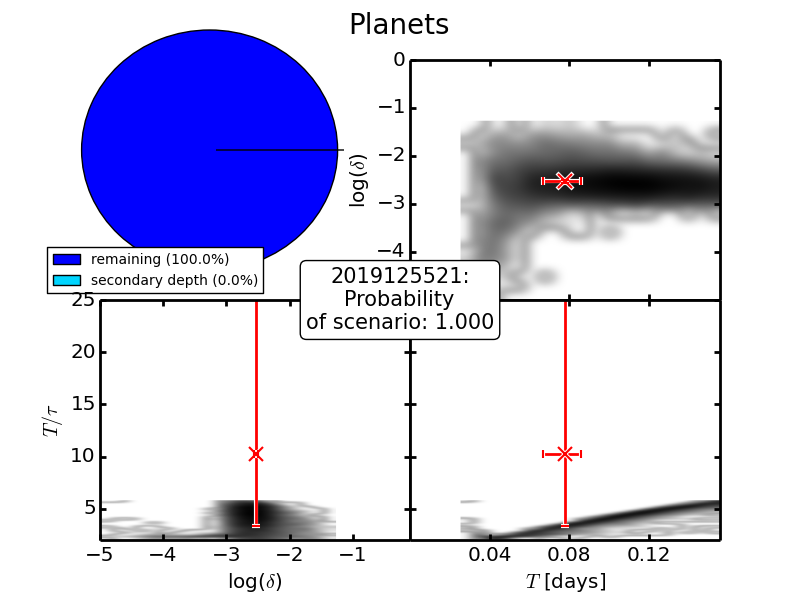 Planets
remaining (100.0%)
secondary depth (0.0%)
0
−1
−2
−3
−4
log(δ)
2019125521:
Probability
of scenario: 1.000
25
20
15
10
5
T/τ
−5
−4
−3
−2
−1
log(δ)
0.04
0.08
0.12
T [days]